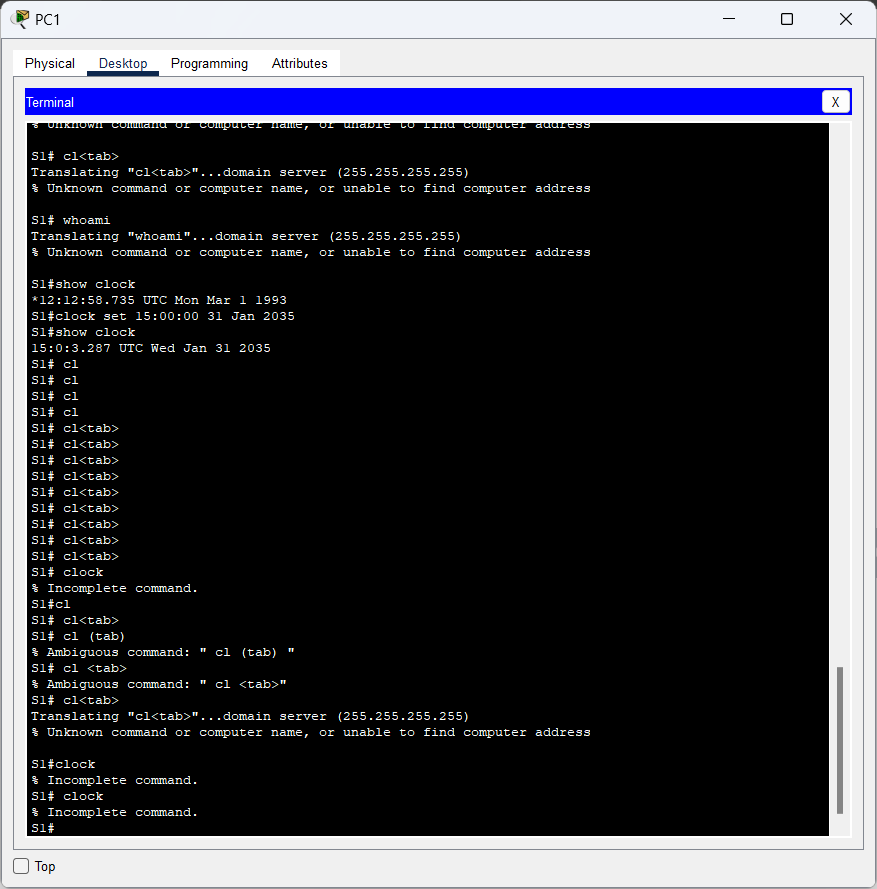 PC1
Physical Desktop Programming Attributes
Terminal X
% Unknown command or computer name, or unable to find computer address
S1# cl<tab>
Translating "cl<tab>"...domain server (255.255.255.255)
% Unknown command or computer name, or unable to find computer address
S1# whoami
Translating "whoami"...domain server (255.255.255.255)
% Unknown command or computer name, or unable to find computer address
S1#show clock
*12:12:58.735 UTC Mon Mar 1 1993
S1#clock set 15:00:00 31 Jan 2035
S1#show clock
15:0:3.287 UTC Wed Jan 31 2035
S1# cl
S1# cl
S1# cl
S1# cl
S1# cl<tab>
S1# cl<tab>
S1# cl<tab>
S1# cl<tab>
S1# cl<tab>
S1# cl<tab>
S1# cl<tab>
S1# cl<tab>
S1# cl<tab>
S1# clock
% Incomplete command.
S1#cl
S1# cl<tab>
S1# cl (tab)
% Ambiguous command: " cl (tab) "
S1# cl <tab>
% Ambiguous command: " cl <tab>"
S1# cl<tab>
Translating "cl<tab>"...domain server (255.255.255.255)
% Unknown command or computer name, or unable to find computer address
S1#clock
% Incomplete command.
S1# clock
% Incomplete command.
S1#
Top